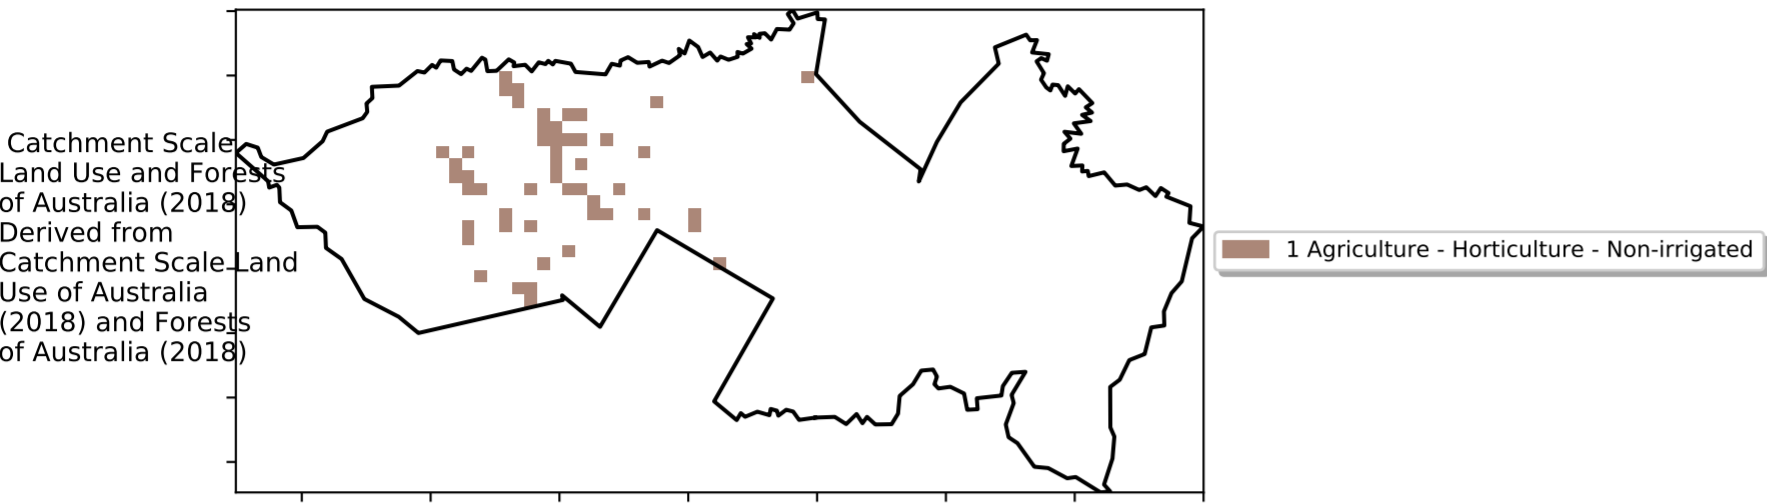 Catchment Scale
Land Use and Forests
of Australia (2018)
Derived from
Catchment Scale Land
Use of Australia
(2018) and Forests
of Australia (2018)
1 Agriculture - Horticulture - Non-irrigated